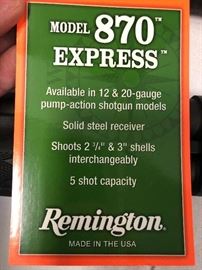 MODEL 870™
EXPRESS™
Available in 12 & 20-gauge
pump-action shotgun models
Solid steel receiver
Shoots 2 3/4" & 3" shells
interchangeably
5 shot capacity
Remington®
MADE IN THE USA